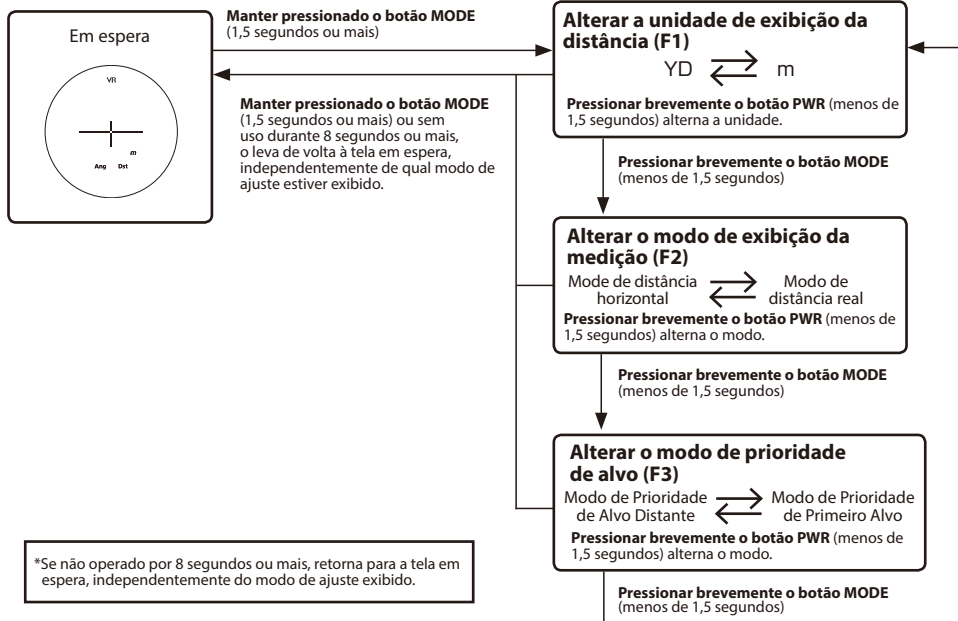 Em espera
VR
m
Ang Dst
Manter pressionado o botão MODE
(1,5 segundos ou mais)
Manter pressionado o botão MODE
(1,5 segundos ou mais) ou sem
uso durante 8 segundos ou mais,
o leva de volta à tela em espera,
independentemente de qual modo de
ajuste estiver exibido.
Alterar a unidade de exibição da
distância (F1)
YD m
Pressionar brevemente o botão PWR (menos de
1,5 segundos) alterna a unidade.
Pressionar brevemente o botão MODE
(menos de 1,5 segundos)
Alterar o modo de exibição da
medição (F2)
Mode de distância Modo de
horizontal distância real
Pressionar brevemente o botão PWR (menos de
1,5 segundos) alterna o modo.
Pressionar brevemente o botão MODE
(menos de 1,5 segundos)
Alterar o modo de prioridade
de alvo (F3)
Modo de Prioridade Modo de Prioridade
de Alvo Distante de Primeiro Alvo
Pressionar brevemente o botão PWR (menos de
1,5 segundos) alterna o modo.
Pressionar brevemente o botão MODE
(menos de 1,5 segundos)
*Se não operado por 8 segundos ou mais, retorna para a tela em
espera, independentemente do modo de ajuste exibido.